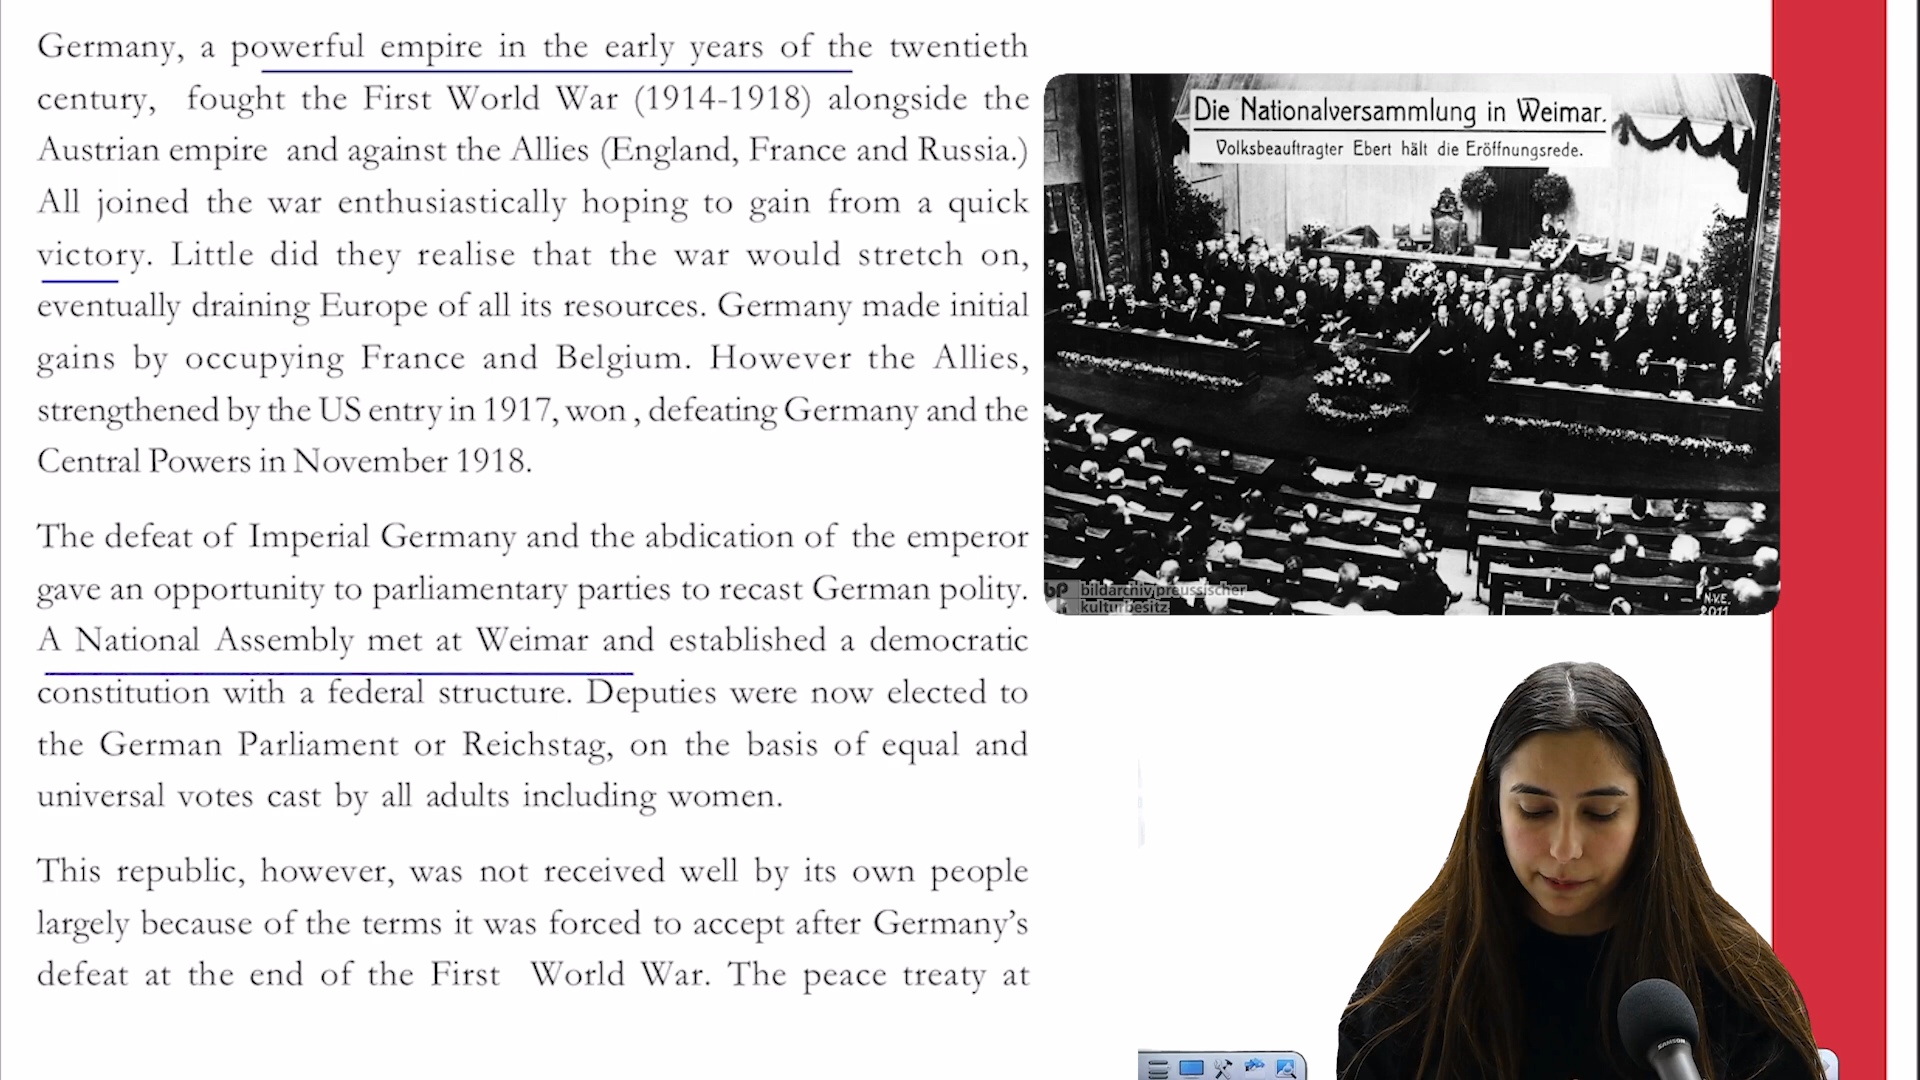 Germany, a powerful empire in the early years of the twentieth
century, fought the First World War (1914-1918) alongside the
Austrian empire and against the Allies (England, France and Russia.)
All joined the war enthusiastically hoping to gain from a quick
victory. Little did they realise that the war would stretch on,
eventually draining Europe of all its resources. Germany made initial
gains by occupying France and Belgium. However the Allies,
strengthened by the US entry in 1917, won , defeating Germany and the
Central Powers in November 1918.
The defeat of Imperial Germany and the abdication of the emperor
gave an opportunity to parliamentary parties to recast German polity.
A National Assembly met at Weimar and established a democratic
constitution with a federal structure. Deputies were now elected to
the German Parliament or Reichstag, on the basis of equal and
universal votes cast by all adults including women.
This republic, however, was not received well by its own people
largely because of the terms it was forced to accept after Germany's
defeat at the end of the First World War. The peace treaty at
Die Nationalversammlung in Weimar.
Volksbeauftragter Ebert hält die Eröffnungsrede.
bpk
bildarchiv preussischer
kulturbesitz
N.V.E.
2011
SAMSON